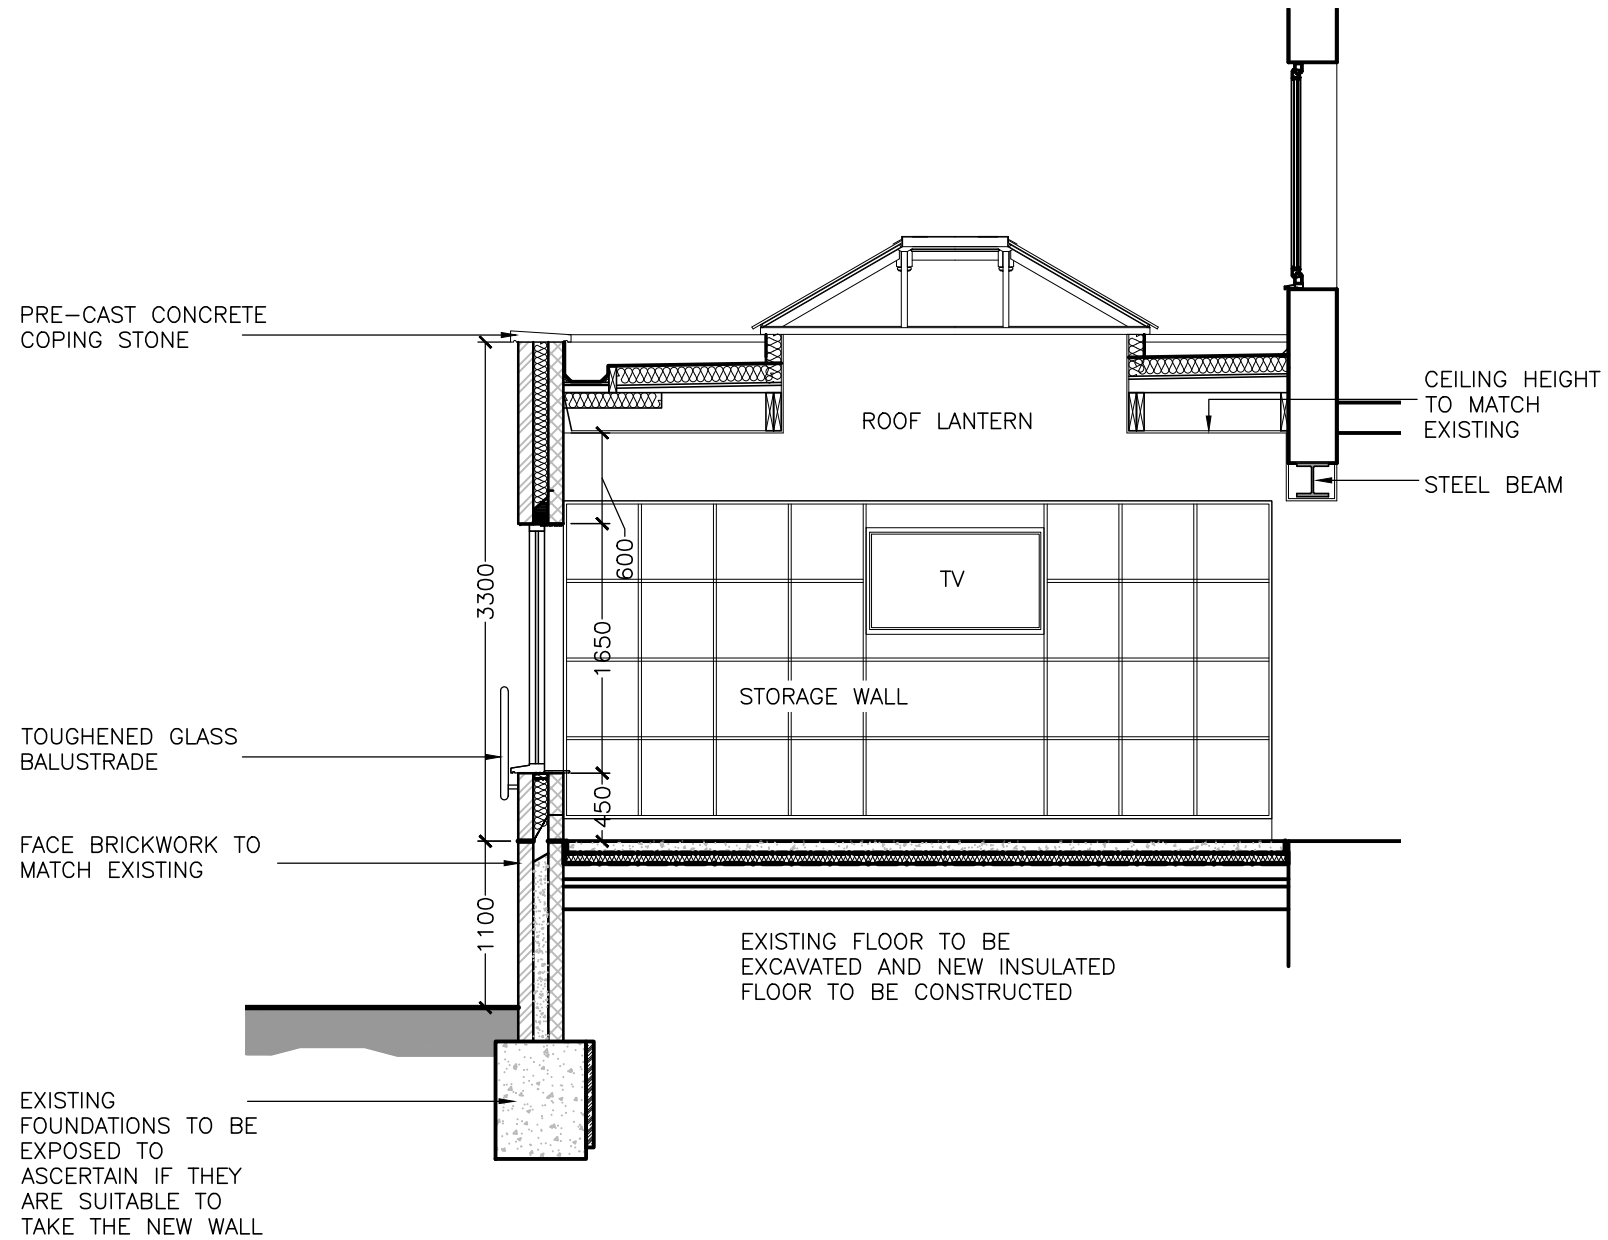 PRE-CAST CONCRETE
COPING STONE
CEILING HEIGHT
TO MATCH
EXISTING
ROOF LANTERN
STEEL BEAM
600
TV
3300
1650
STORAGE WALL
TOUGHENED GLASS
BALUSTRADE
450
FACE BRICKWORK TO
MATCH EXISTING
1100
EXISTING FLOOR TO BE
EXCAVATED AND NEW INSULATED
FLOOR TO BE CONSTRUCTED
EXISTING
FOUNDATIONS TO BE
EXPOSED TO
ASCERTAIN IF THEY
ARE SUITABLE TO
TAKE THE NEW WALL